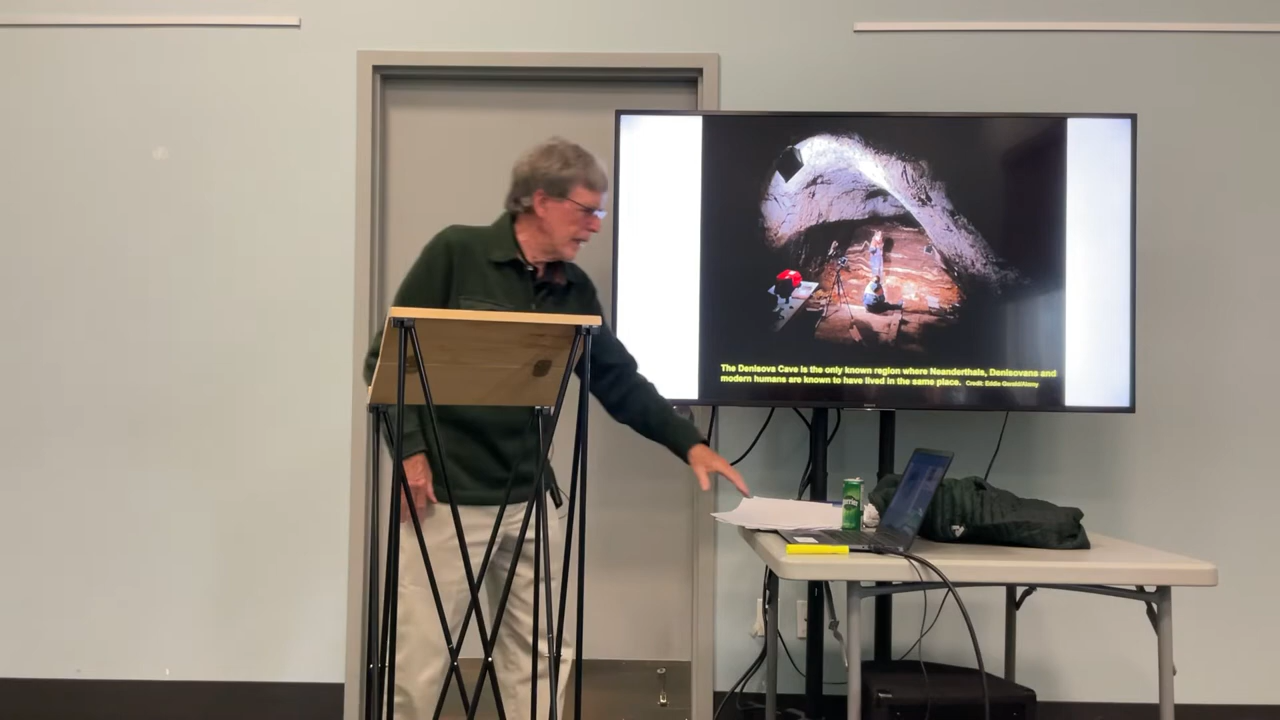 The Denisova Cave is the only known region where Neanderthals, Denisovans and
modern humans are known to have lived in the same place. Credit: Eddie Gerald/Alamy